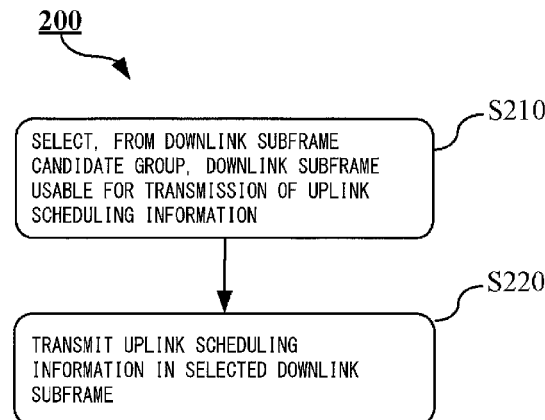 200
S210
SELECT, FROM DOWNLINK SUBFRAME
CANDIDATE GROUP, DOWNLINK SUBFRAME
USABLE FOR TRANSMISSION OF UPLINK
SCHEDULING INFORMATION
S220
TRANSMIT UPLINK SCHEDULING
INFORMATION IN SELECTED DOWNLINK
SUBFRAME